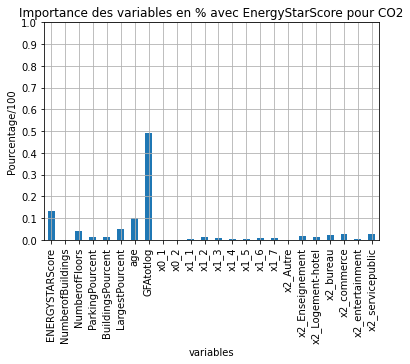 Importance des variables en % avec EnergyStarScore pour CO2
Pourcentage/100
1.0
0.9
0.8
0.7
0.6
0.5
0.4
0.3
0.2
0.1
0.0
ENERGYSTARScore
NumberofBuildings
NumberofFloors
ParkingPourcent
BuildingsPourcent
LargestPourcent
age
GFAtotlog
x0_1
x0_2
x1_1
x1_2
x1_3
x1_4
x1_5
x1_6
x1_7
x2_Autre
x2_Enseignement
x2_Logement-hotel
x2_bureau
x2_commerce
x2_entertainment
x2_servicepublic
variables